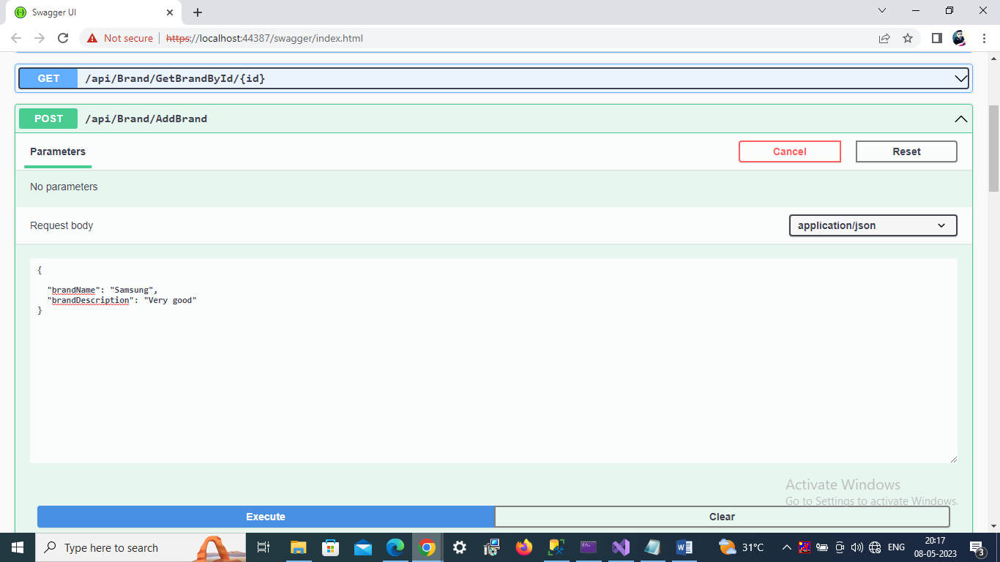 Swagger UI
Not secure
https://localhost:44387/swagger/index.html
GET /api/Brand/GetBrandById/{id}
POST /api/Brand/AddBrand
Parameters
Cancel
Reset
No parameters
Request body
application/json
{
"brandName": "Samsung",
"brandDescription": "Very good"
}
Activate Windows
Go to Settings to activate Windows.
Execute
Clear
Type here to search
31°C
ENG
20:17
08-05-2023
3